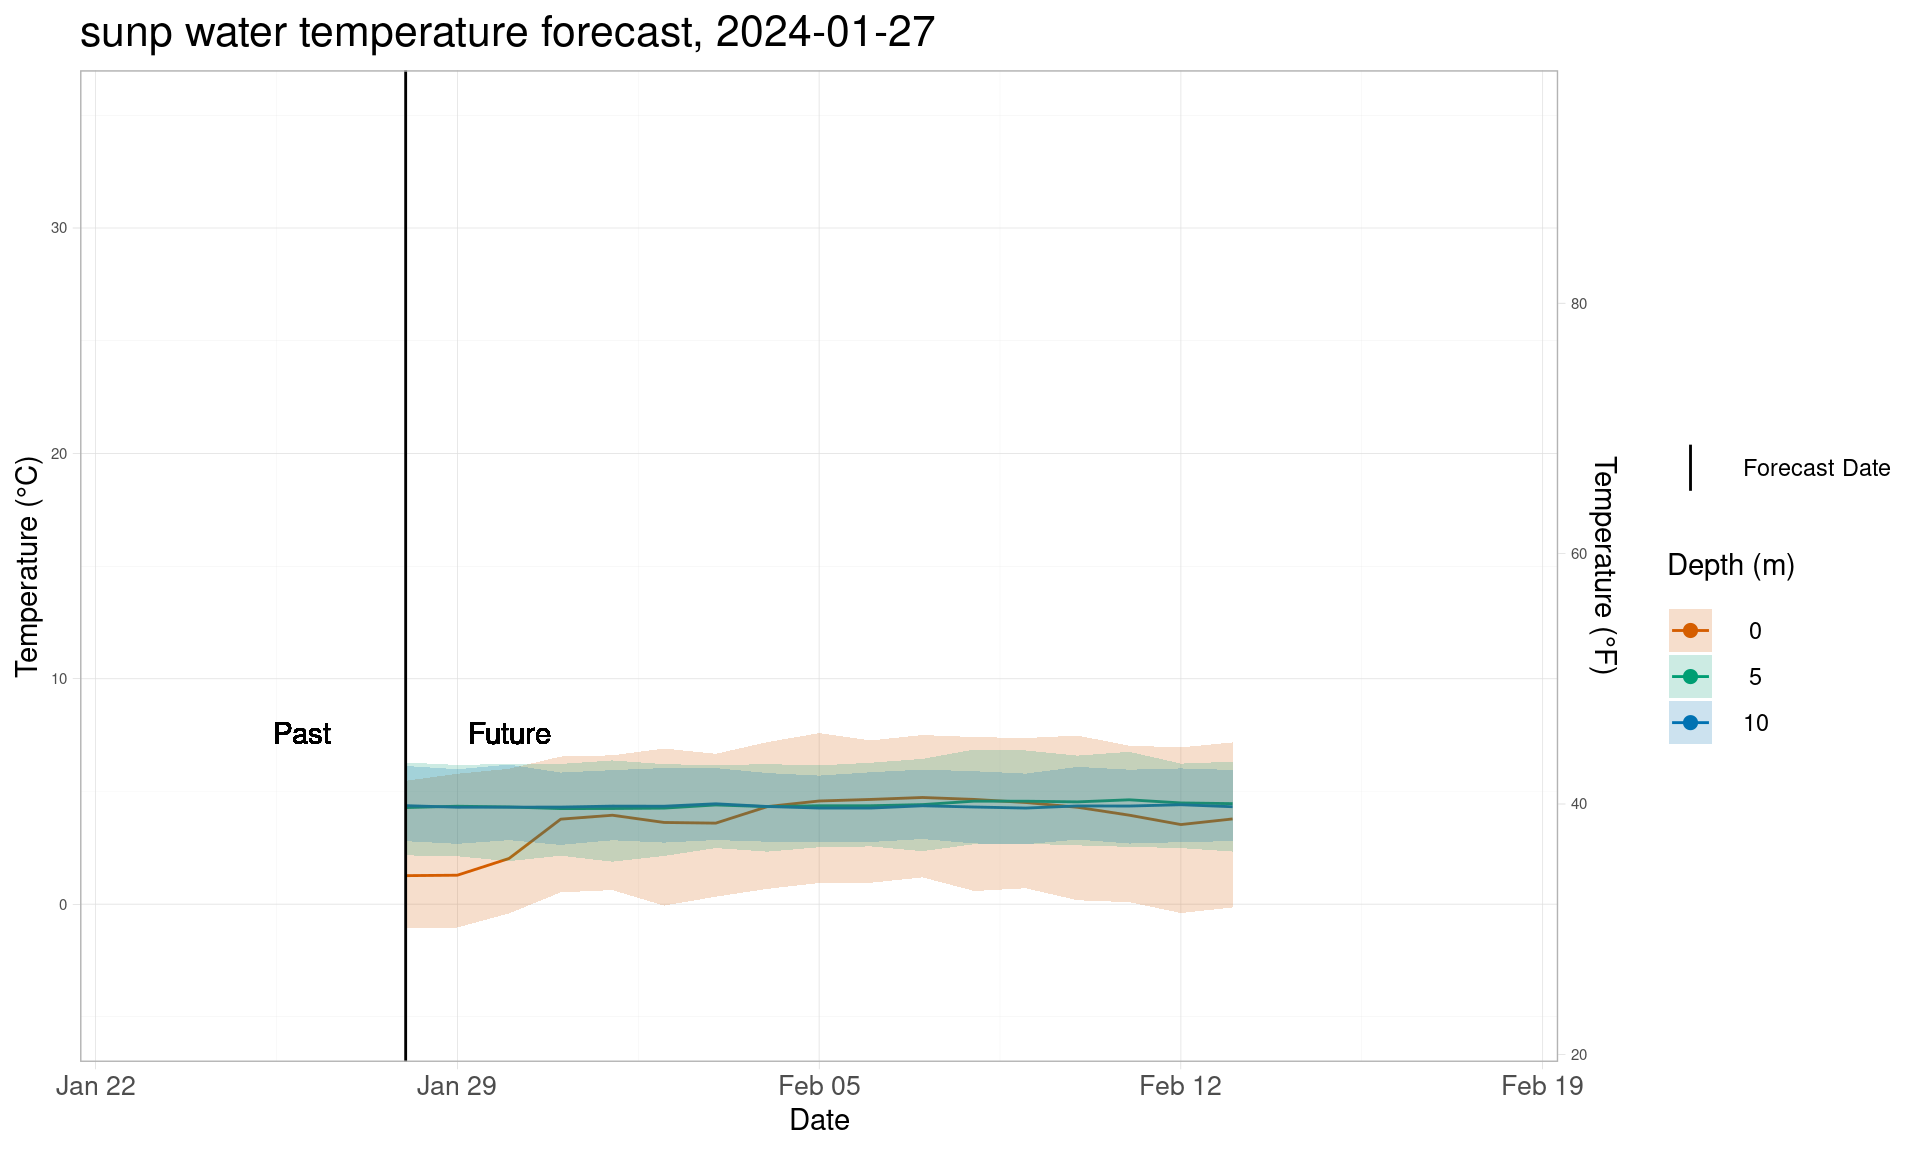 sunp water temperature forecast, 2024-01-27
Temperature (°C)
30
20
10
0
Past
Future
80
60
40
20
Temperature (°F)
Jan 22
Jan 29
Feb 05
Feb 12
Feb 19
Date
Forecast Date
Depth (m)
0
5
10